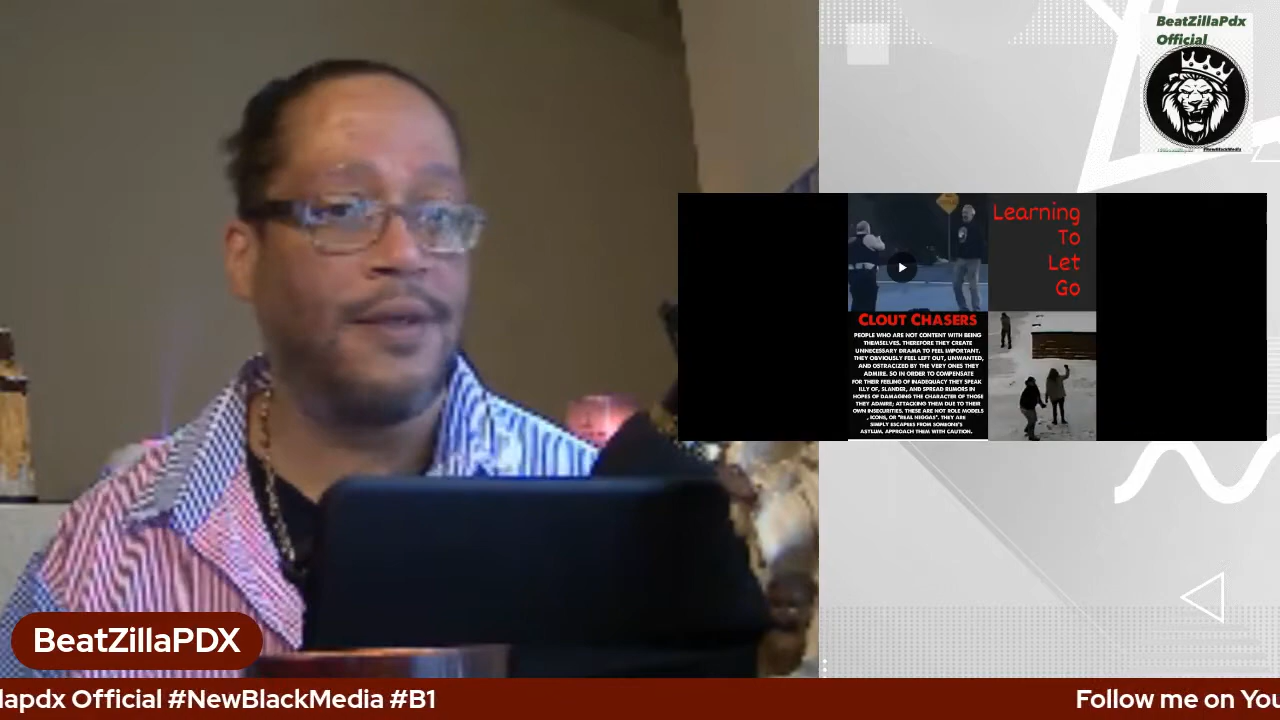 BeatZillaPdx
Official
Learning
To
Let
Go
Clout Chasers
PEOPLE WHO ARE NOT CONTENT WITH BEING
THEMSELVES. THEREFORE THEY CREATE
UNNECESSARY DRAMA TO FEEL IMPORTANT.
THEY OBVIOUSLY FEEL LEFT OUT, UNWANTED,
AND OSTRACIZED BY THE VERY ONES THEY
ADMIRE. SO IN ORDER TO COMPENSATE
FOR THEIR FEELING OF INADEQUACY THEY SPEAK
ILLY OF, SLANDER, AND SPREAD RUMORS IN
HOPES OF DAMAGING THE CHARACTER OF THOSE
THEY ADMIRE; ATTACKING THEM DUE TO THEIR
OWN INSECURITIES. THESE ARE NOT ROLE MODELS
, ICONS, OR "REAL NIGGAS". THEY ARE
SIMPLY ESCAPEES FROM SOMEONE'S
ASYLUM. APPROACH THEM WITH CAUTION.
BeatZillaPDX
lapdx Official #NewBlackMedia #B1
Follow me on You